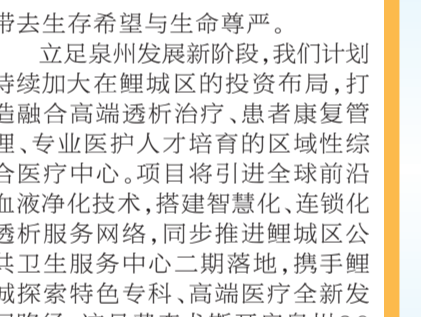 带去生存希望与生命尊严。
立足泉州发展新阶段,我们计划
持续加大在鲤城区的投资布局,打
造融合高端透析治疗、患者康复管
理、专业医护人才培育的区域性综
合医疗中心。项目将引进全球前沿
血液净化技术,搭建智慧化、连锁化
透析服务网络,同步推进鲤城区公
共卫生服务中心二期落地,携手鲤
城探索特色专科、高端医疗全新发